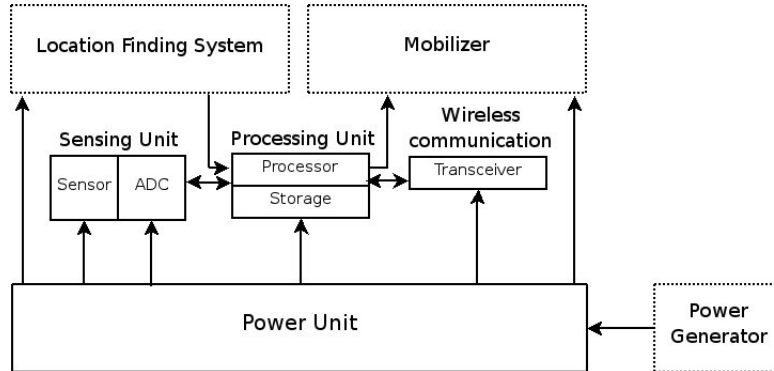 Location Finding System
Mobilizer
Sensing Unit
Processing Unit
Wireless
communication
Sensor
ADC
Processor
Storage
Transceiver
Power Unit
Power
Generator